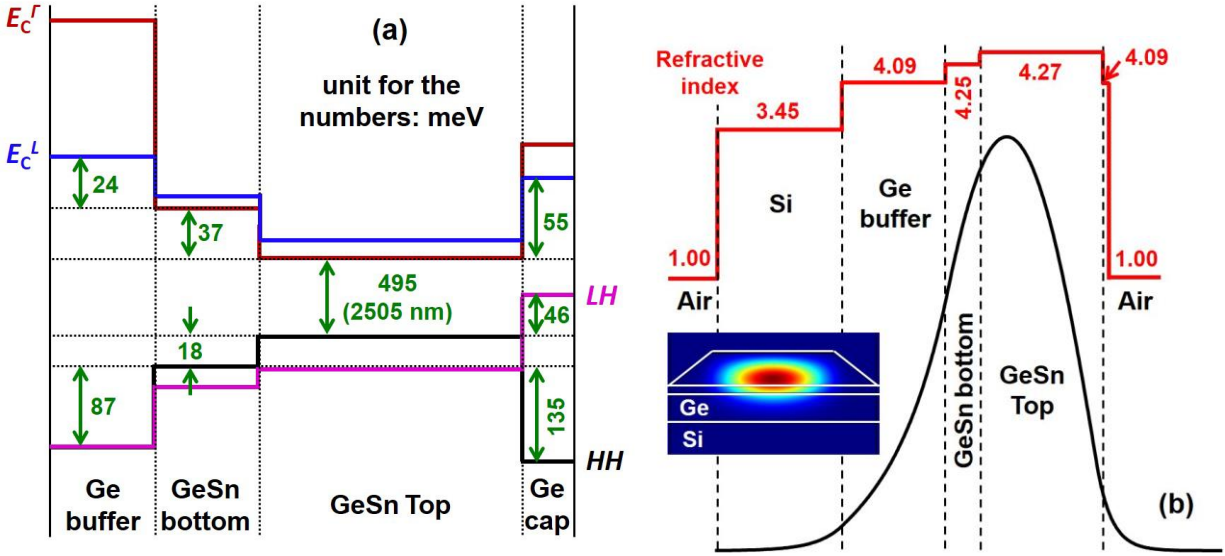 E_C^Γ
(a)
unit for the
numbers: meV
E_C^L
24
37
55
495
(2505 nm)
LH
46
18
87
135
HH
Ge
buffer
GeSn
bottom
GeSn Top
Ge
cap
Refractive
index
4.09
4.25
4.27
4.09
3.45
Si
Ge
buffer
1.00
Air
1.00
Air
GeSn bottom
GeSn
Top
Ge
Si
(b)